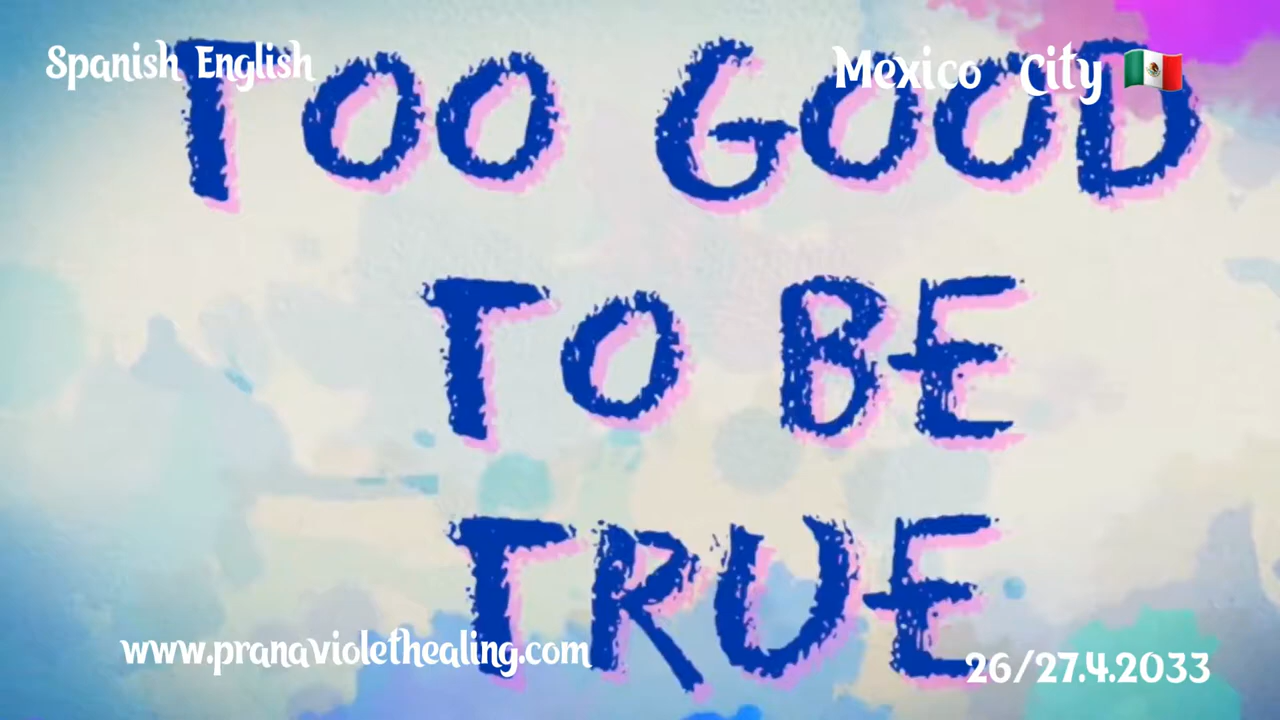 Spanish English
Mexico City 🇲🇽
Too Good
To Be
True
www.pranaviolethealing.com
26/27.4.2033